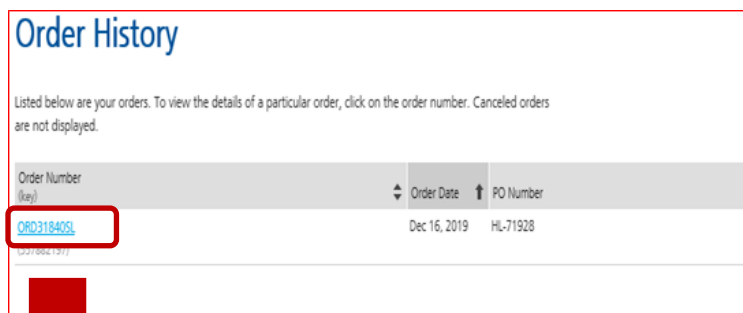 Order History
Listed below are your orders. To view the details of a particular order, click on the order number. Canceled orders
are not displayed.
Order Number
(key)
Order Date PO Number
ORD31840SL Dec 16, 2019 HL-71928